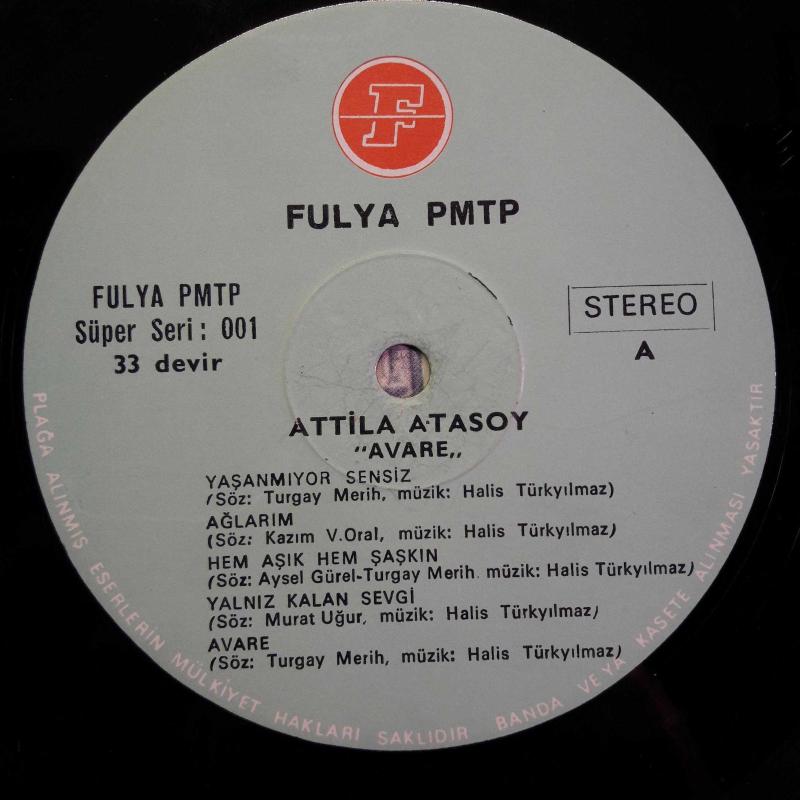 F
FULYA PMTP
FULYA PMTP
Süper Seri: 001
33 devir
STEREO
A
ATTİLA ATASOY
"AVARE„
YAŞANMIYOR SENSİZ
(Söz: Turgay Merih, müzik: Halis Türkyılmaz)
AĞLARIM
(Söz: Kazım V.Oral, müzik: Halis Türkyılmaz)
HEM AŞIK HEM ŞAŞKIN
(Söz: Aysel Gürel-Turgay Merih. müzik: Halis Türkyılmaz)
YALNIZ KALAN SEVGİ
(Söz: Murat Uğur, müzik: Halis Türkyılmaz)
AVARE
(Söz: Turgay Merih, müzik: Halis Türkyılmaz)
PLAĞA ALINMIŞ ESERLERİN MÜLKİYET HAKLARI SAKLIDIR BANDA VE YA KASETE ALINMASI YASAKTIR